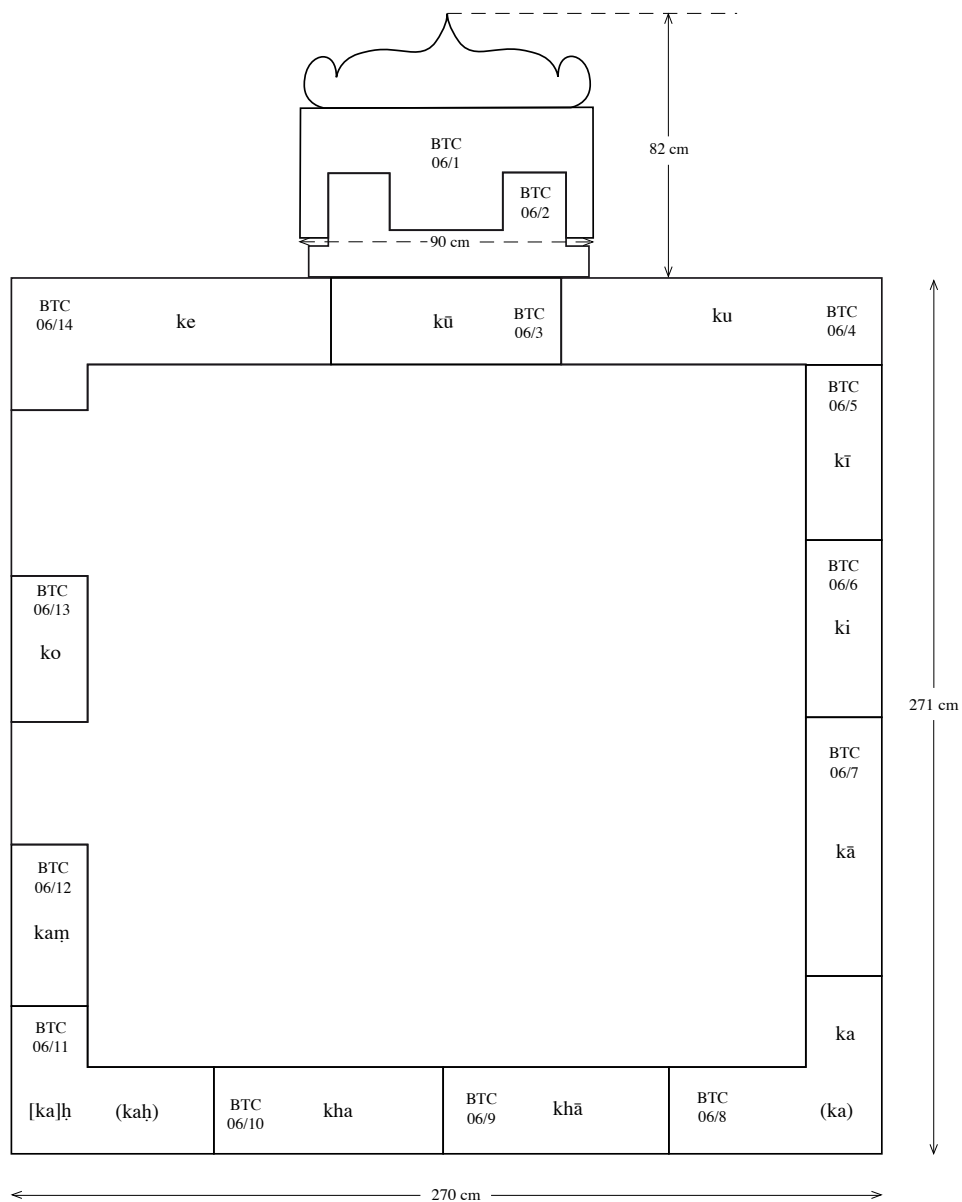 BTC
06/1
82 cm
BTC
06/2
90 cm
BTC
06/14
ke
kū
BTC
06/3
ku
BTC
06/4
BTC
06/5
kī
BTC
06/6
ki
BTC
06/13
ko
271 cm
BTC
06/7
kā
BTC
06/12
kaṃ
BTC
06/11
ka
[ka]ḥ
(kaḥ)
BTC
06/10
kha
BTC
06/9
khā
BTC
06/8
(ka)
270 cm